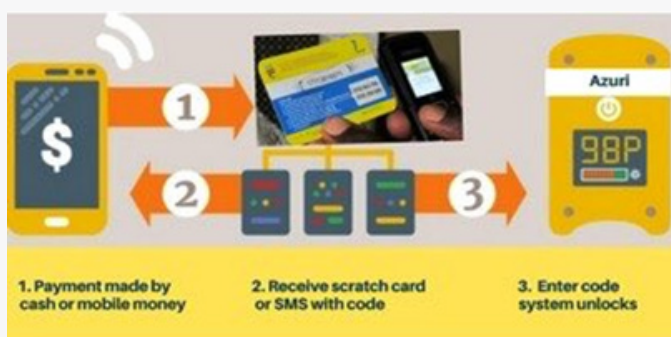 $
1
2
3
Azuri
98P
1. Payment made by
cash or mobile money
2. Receive scratch card
or SMS with code
3. Enter code
system unlocks